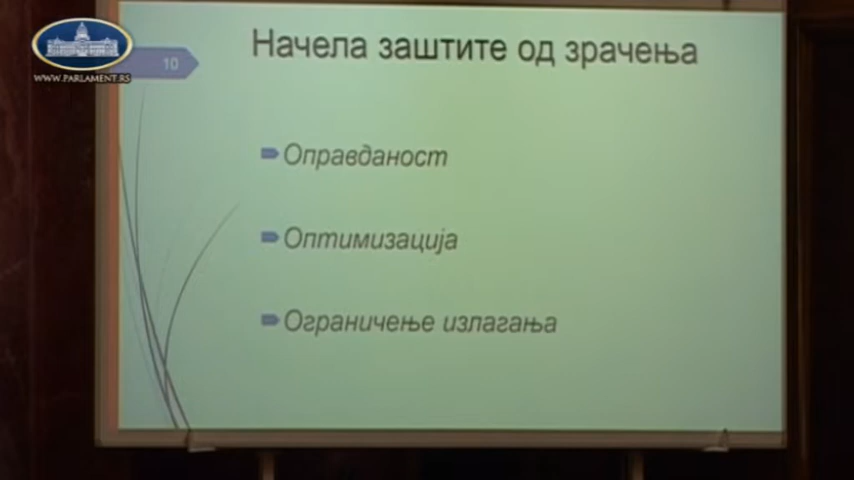 Начела заштите од зрачења
10
WWW.PARLAMENT.RS
Оправданост
Оптимизација
Ограничење излагања